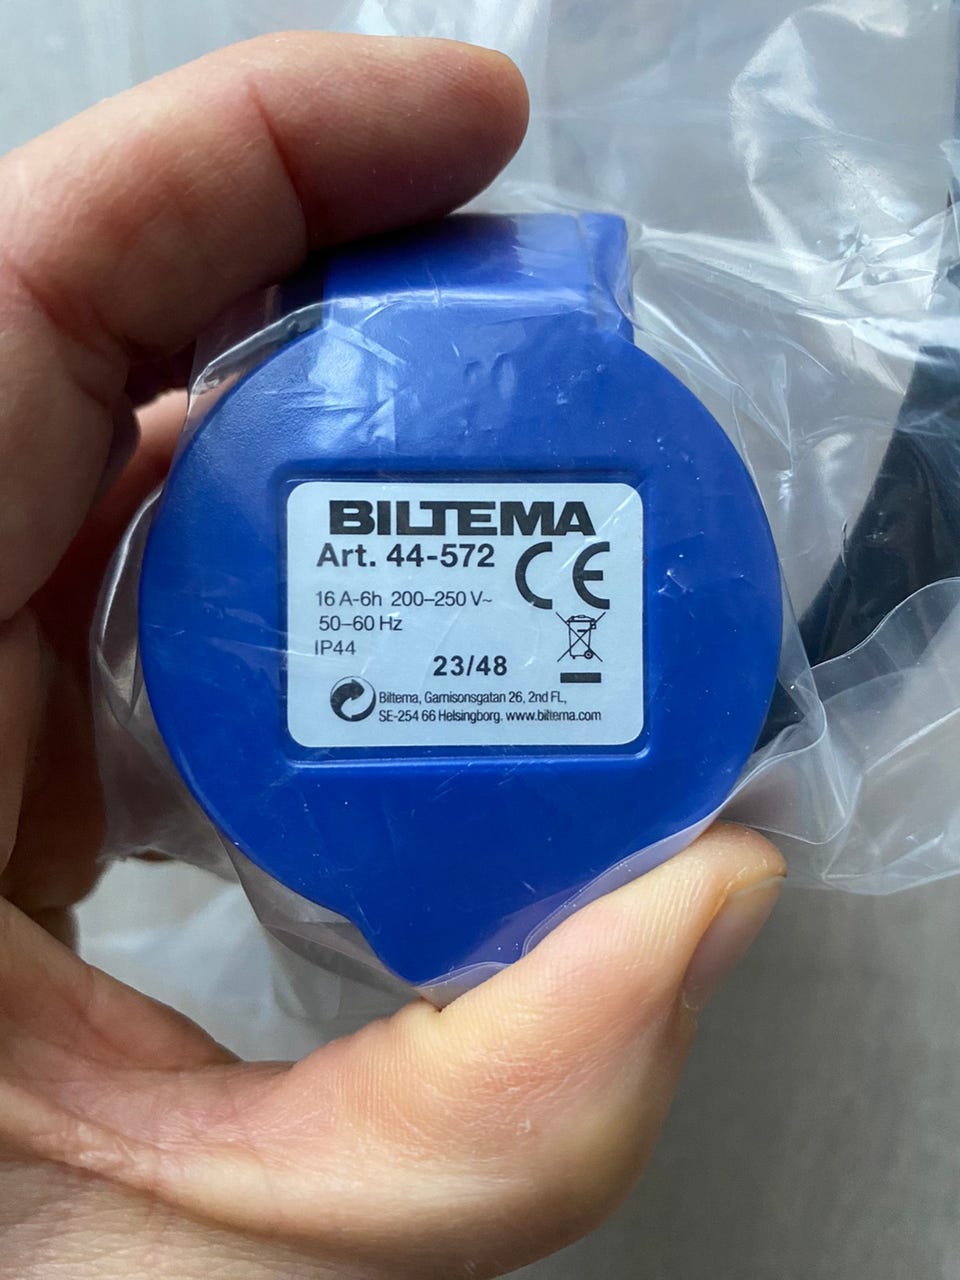 BILTEMA
Art. 44-572
CE
16 A-6h 200–250 V~
50–60 Hz
IP44
23/48
Biltema, Garnisonsgatan 26, 2nd FL,
SE-254 66 Helsingborg. www.biltema.com